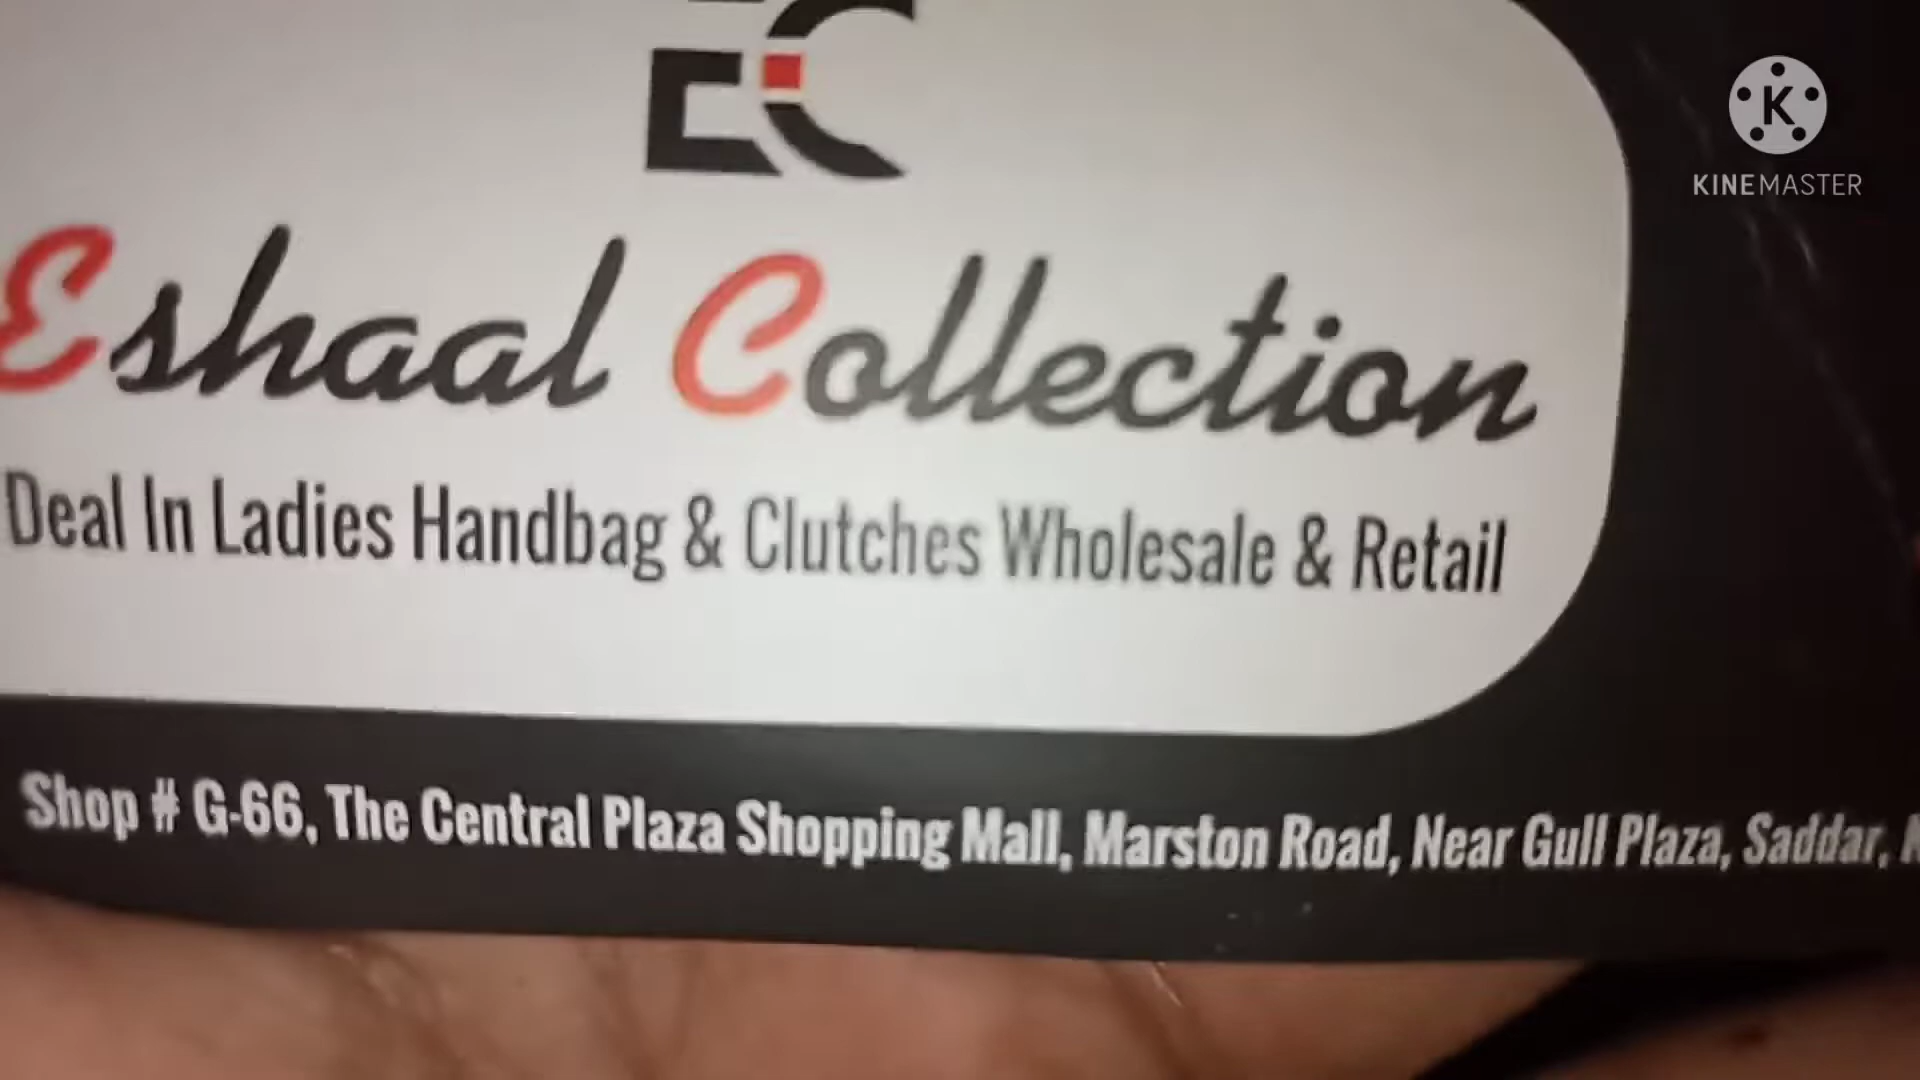 EC
KINEMASTER
Eshaal Collection
Deal In Ladies Handbag & Clutches Wholesale & Retail
Shop # G-66, The Central Plaza Shopping Mall, Marston Road, Near Gull Plaza, Saddar,